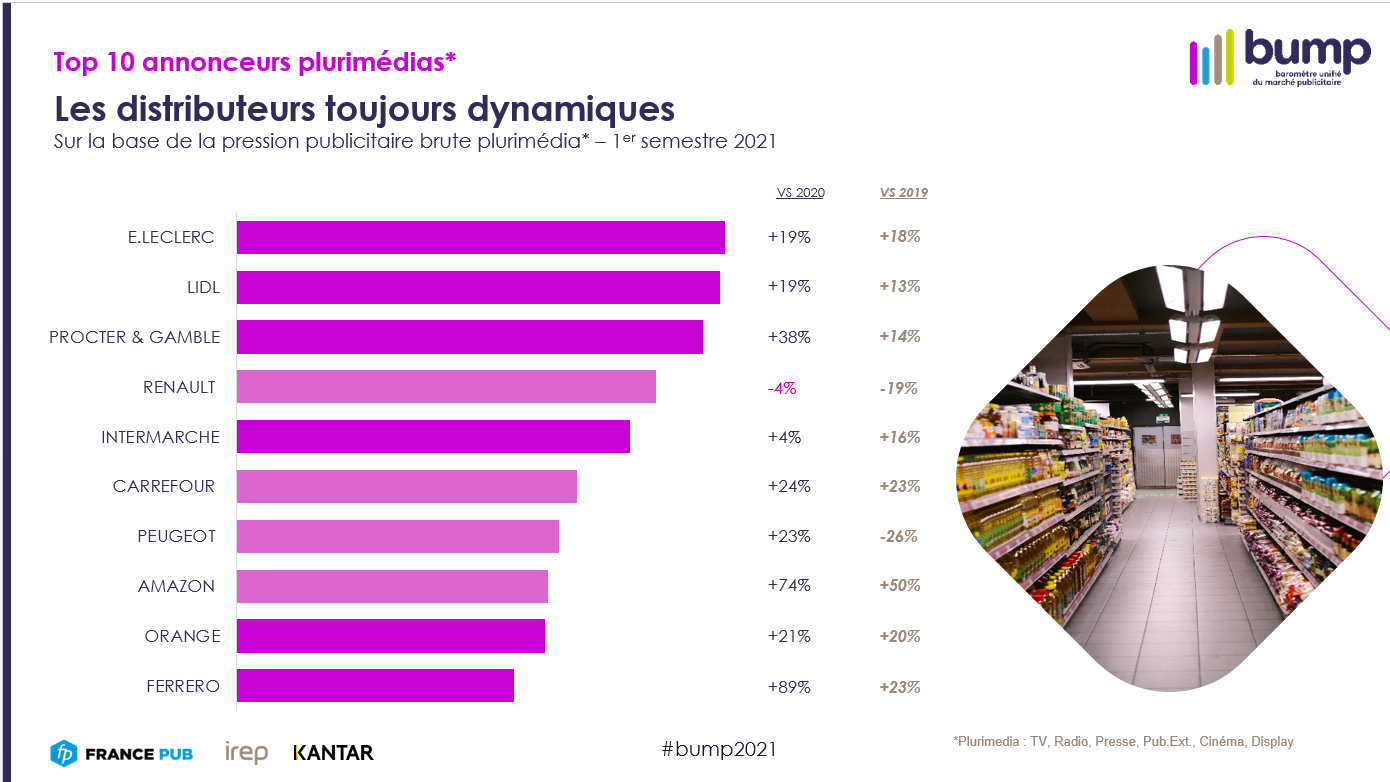 Top 10 annonceurs plurimédias*
bump
baromètre unifié
du marché publicitaire
Les distributeurs toujours dynamiques
Sur la base de la pression publicitaire brute plurimédia* – 1er semestre 2021
VS 2020 VS 2019
E.LECLERC +19% +18%
LIDL +19% +13%
PROCTER & GAMBLE +38% +14%
RENAULT -4% -19%
INTERMARCHE +4% +16%
CARREFOUR +24% +23%
PEUGEOT +23% -26%
AMAZON +74% +50%
ORANGE +21% +20%
FERRERO +89% +23%
fp FRANCE PUB irep KANTAR
#bump2021
*Plurimedia : TV, Radio, Presse, Pub.Ext., Cinéma, Display